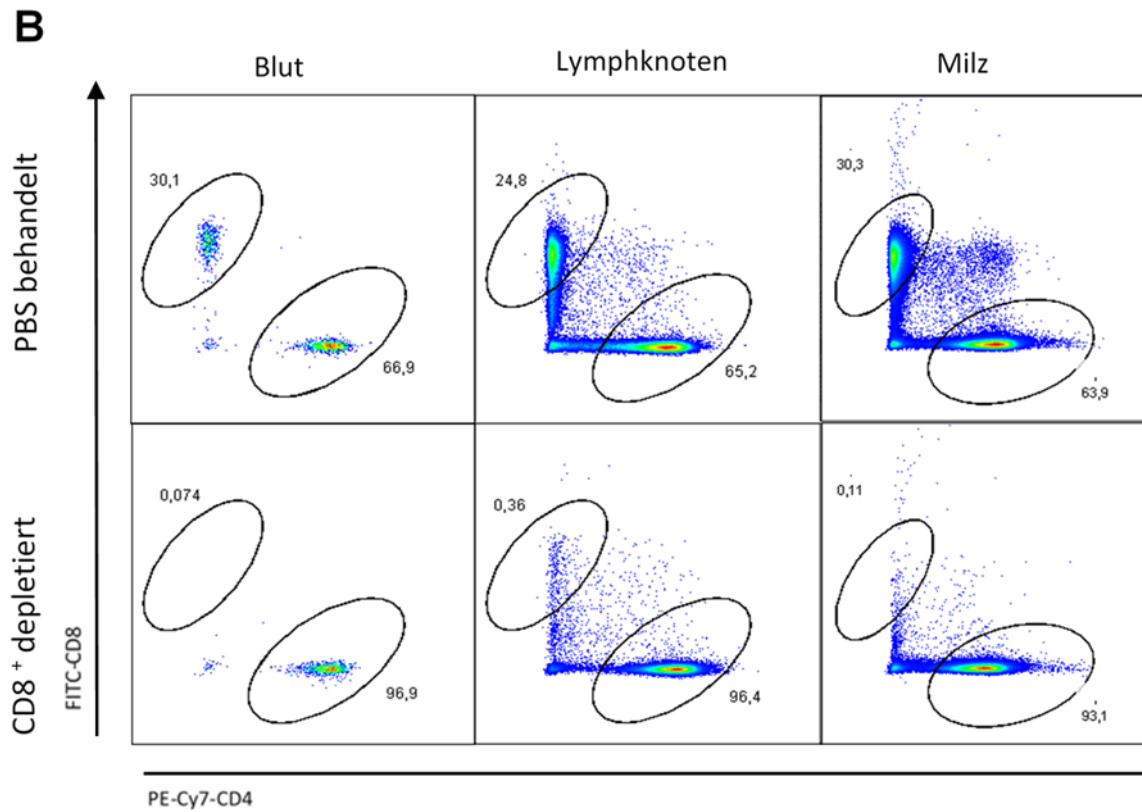 B
Blut
Lymphknoten
Milz
PBS behandelt
30,1
66,9
24,8
65,2
30,3
63,9
CD8 + depletiert
FITC-CD8
0,074
96,9
0,36
96,4
0,11
93,1
PE-Cy7-CD4